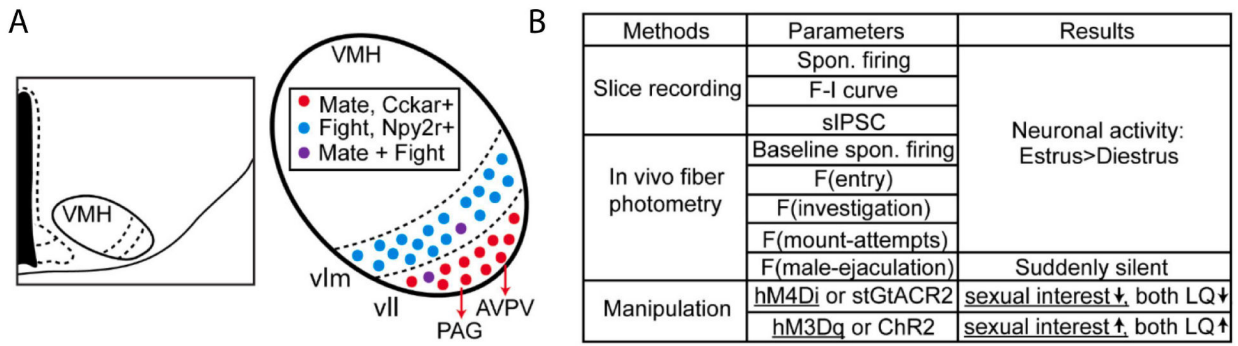 A
VMH
VMH
Mate, Cckar+
Fight, Npy2r+
Mate + Fight
vlm
vll
PAG
AVPV
B
Methods Parameters Results
Slice recording
Spon. firing
F-I curve
sIPSC
Neuronal activity:
Estrus>Diestrus
In vivo fiber
photometry
Baseline spon. firing
F(entry)
F(investigation)
F(mount-attempts)
F(male-ejaculation) Suddenly silent
Manipulation
hM4Di or stGtACR2 sexual interest↓, both LQ↓
hM3Dq or ChR2 sexual interest↑, both LQ↑